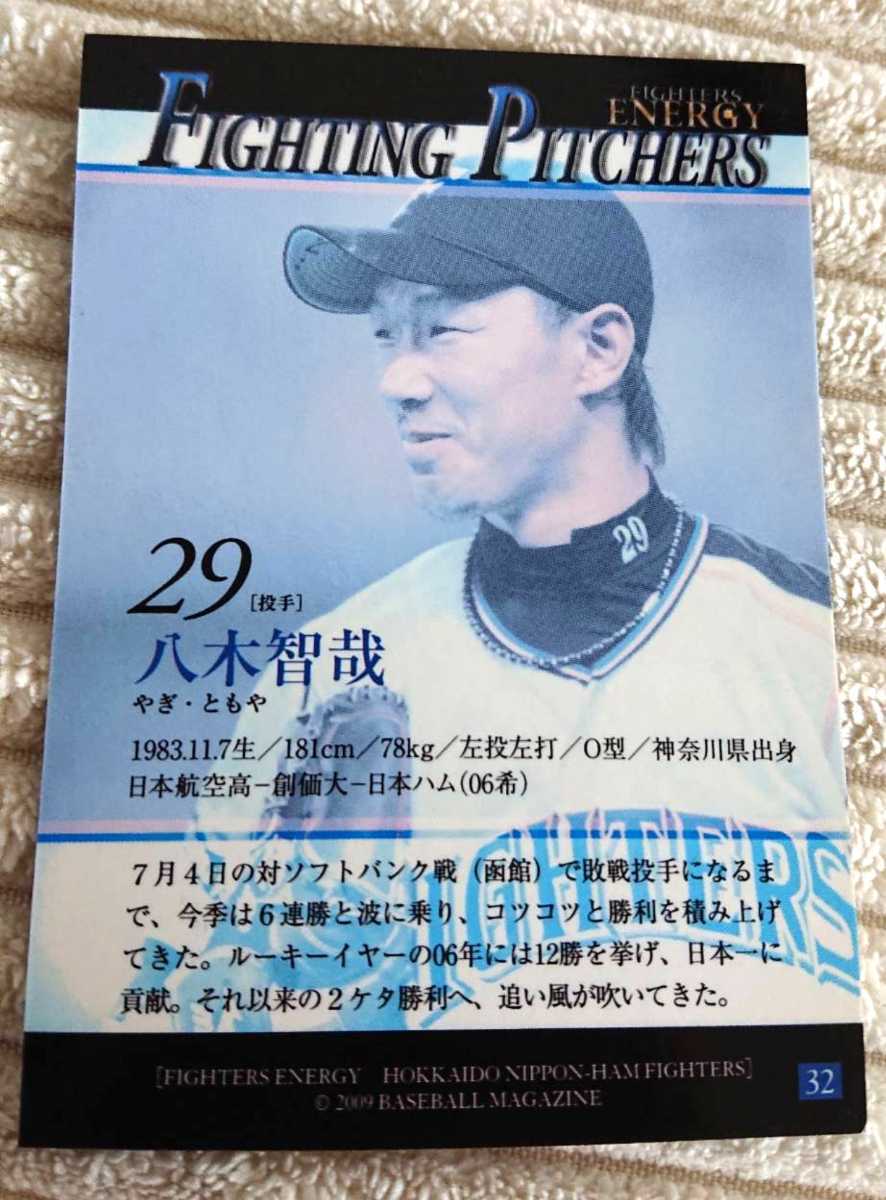 FIGHTERS
ENERGY
FIGHTING PITCHERS
29
29
[投手]
八木智哉
やぎ・ともや
1983.11.7生／181cm／78kg／左投左打／O型／神奈川県出身
日本航空高−創価大−日本ハム(06希)
FIGHTERS
７月４日の対ソフトバンク戦（函館）で敗戦投手になるま
で、今季は６連勝と波に乗り、コツコツと勝利を積み上げ
てきた。ルーキーイヤーの06年には12勝を挙げ、日本一に
貢献。それ以来の２ケタ勝利へ、追い風が吹いてきた。
[FIGHTERS ENERGY　HOKKAIDO NIPPON-HAM FIGHTERS]
© 2009 BASEBALL MAGAZINE
32